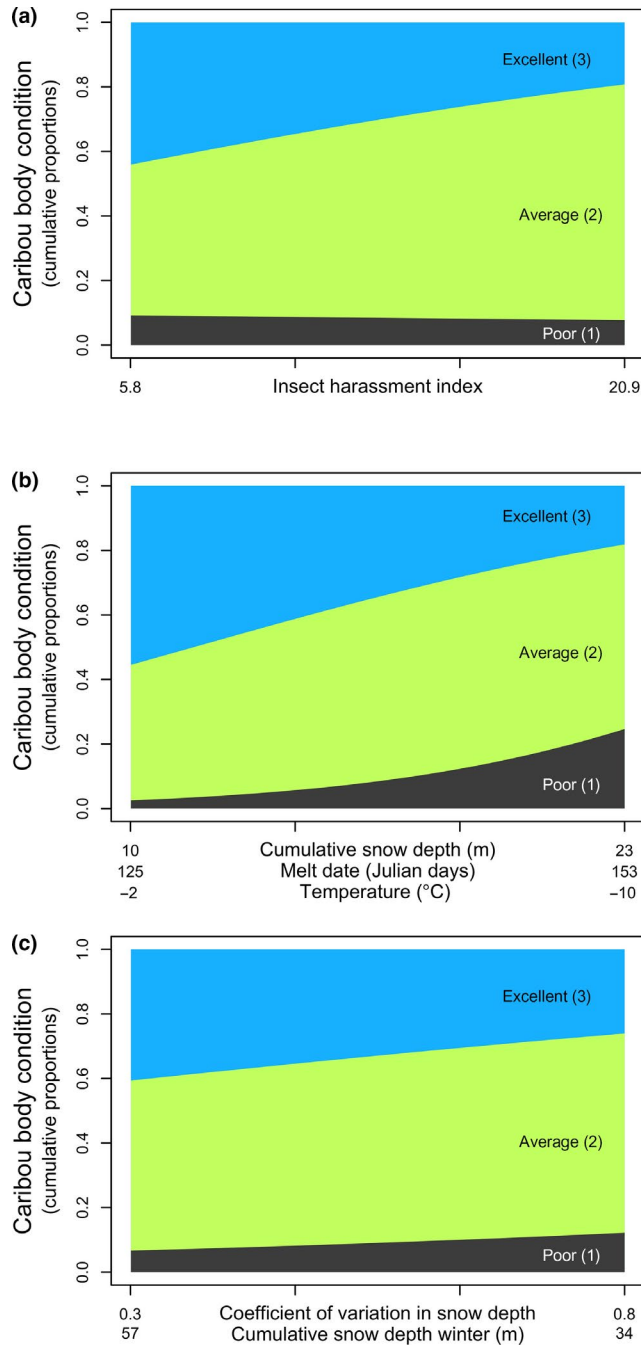 (a)
Caribou body condition
(cumulative proportions)
1.0
0.8
0.6
0.4
0.2
0.0
Excellent (3)
Average (2)
Poor (1)
5.8 Insect harassment index 20.9
(b)
Caribou body condition
(cumulative proportions)
1.0
0.8
0.6
0.4
0.2
0.0
Excellent (3)
Average (2)
Poor (1)
10 Cumulative snow depth (m) 23
125 Melt date (Julian days) 153
−2 Temperature (°C) −10
(c)
Caribou body condition
(cumulative proportions)
1.0
0.8
0.6
0.4
0.2
0.0
Excellent (3)
Average (2)
Poor (1)
0.3 Coefficient of variation in snow depth 0.8
57 Cumulative snow depth winter (m) 34